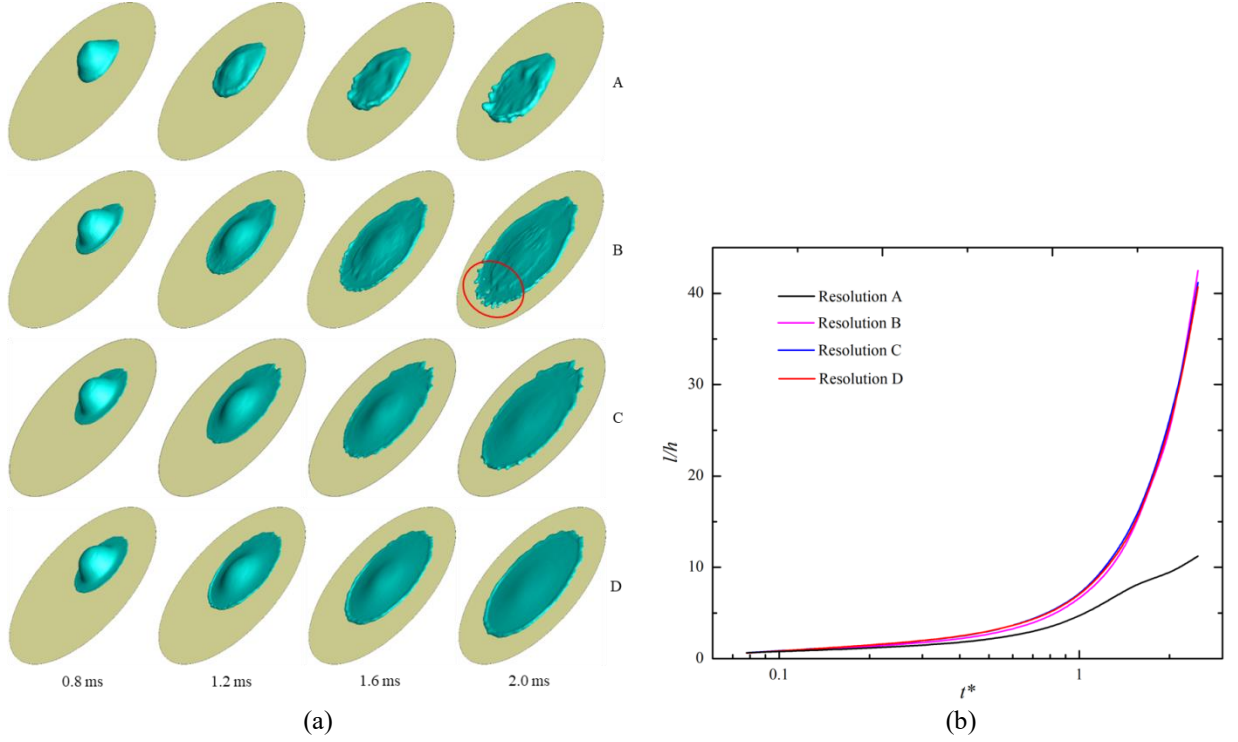 A
B
C
D
0.8 ms
1.2 ms
1.6 ms
2.0 ms
(a)
Resolution A
Resolution B
Resolution C
Resolution D
40
30
20
10
0
l/h
0.1
1
t*
(b)